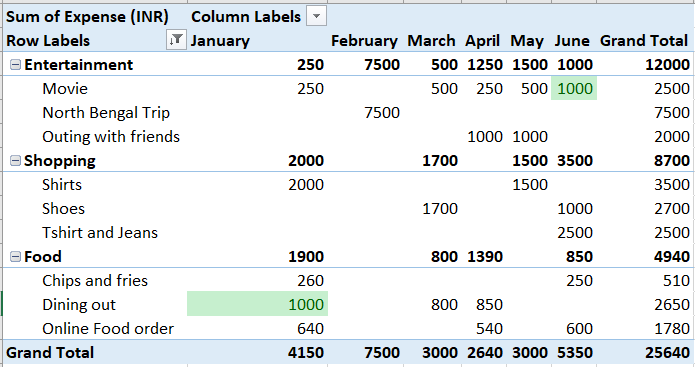 Sum of Expense (INR) Column Labels
Row Labels January February March April May June Grand Total
Entertainment 250 7500 500 1250 1500 1000 12000
Movie 250 500 250 500 1000 2500
North Bengal Trip 7500 7500
Outing with friends 1000 1000 2000
Shopping 2000 1700 1500 3500 8700
Shirts 2000 1500 3500
Shoes 1700 1000 2700
Tshirt and Jeans 2500 2500
Food 1900 800 1390 850 4940
Chips and fries 260 250 510
Dining out 1000 800 850 2650
Online Food order 640 540 600 1780
Grand Total 4150 7500 3000 2640 3000 5350 25640